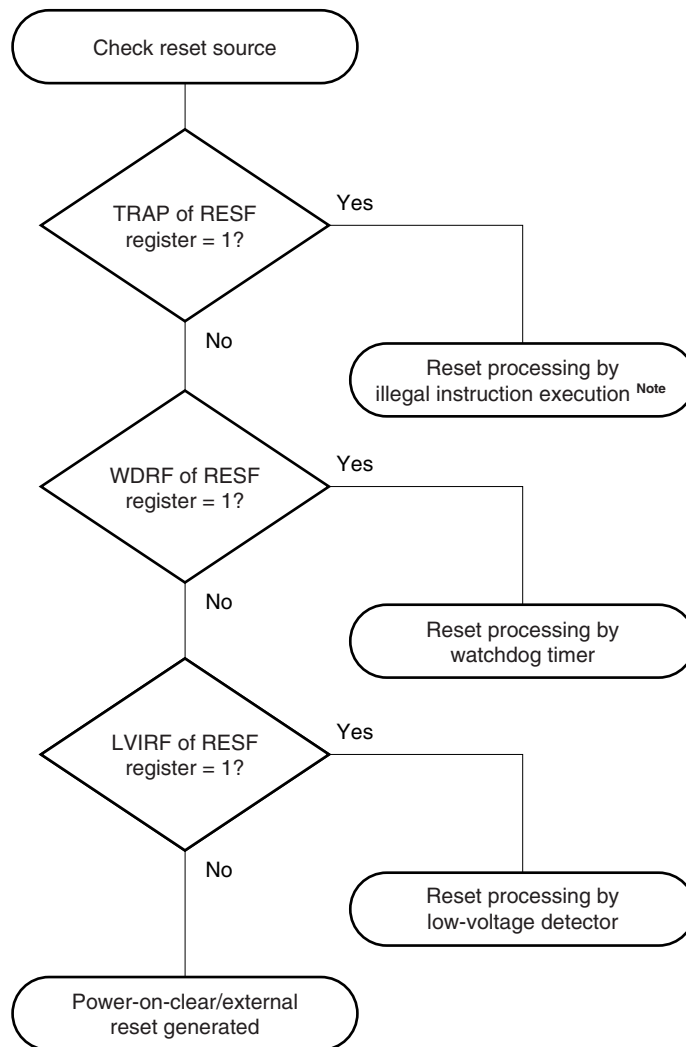 Check reset source
TRAP of RESF
register = 1?
Yes
No
Reset processing by
illegal instruction execution Note
WDRF of RESF
register = 1?
Yes
No
Reset processing by
watchdog timer
LVIRF of RESF
register = 1?
Yes
No
Reset processing by
low-voltage detector
Power-on-clear/external
reset generated